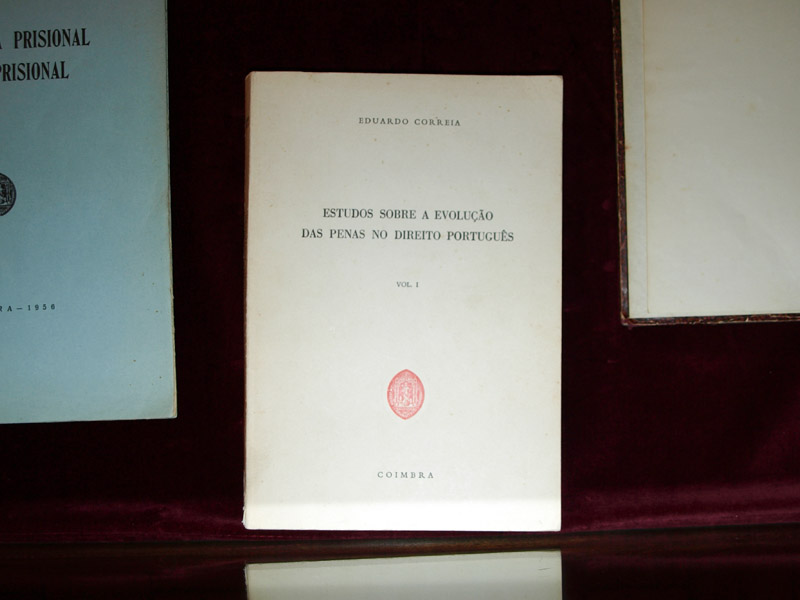 PRISIONAL
PRISIONAL
RA — 1956
EDUARDO CORREIA
ESTUDOS SOBRE A EVOLUÇÃO
DAS PENAS NO DIREITO PORTUGUÊS
VOL. I
COIMBRA